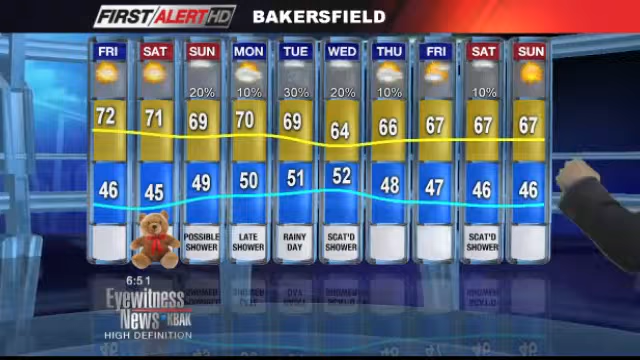 FIRST ALERT HD BAKERSFIELD
FRI SAT SUN MON TUE WED THU FRI SAT SUN
20% 10% 30% 20% 10% 10%
72 71 69 70 69 64 66 67 67 67
46 45 49 50 51 52 48 47 46 46
POSSIBLE SHOWER LATE SHOWER RAINY DAY SCAT'D SHOWER SCAT'D SHOWER
6:51
Eyewitness
News KBAK
HIGH DEFINITION